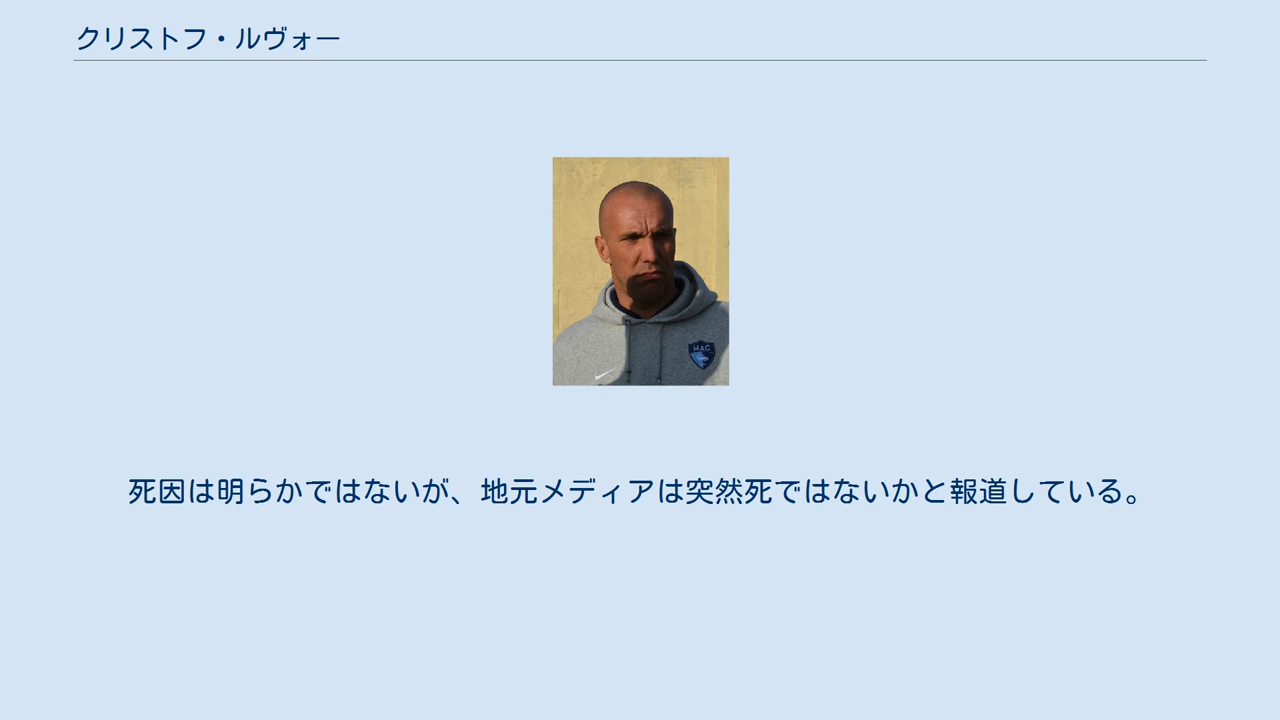 クリストフ・ルヴォー
HAC
死因は明らかではないが、地元メディアは突然死ではないかと報道している。